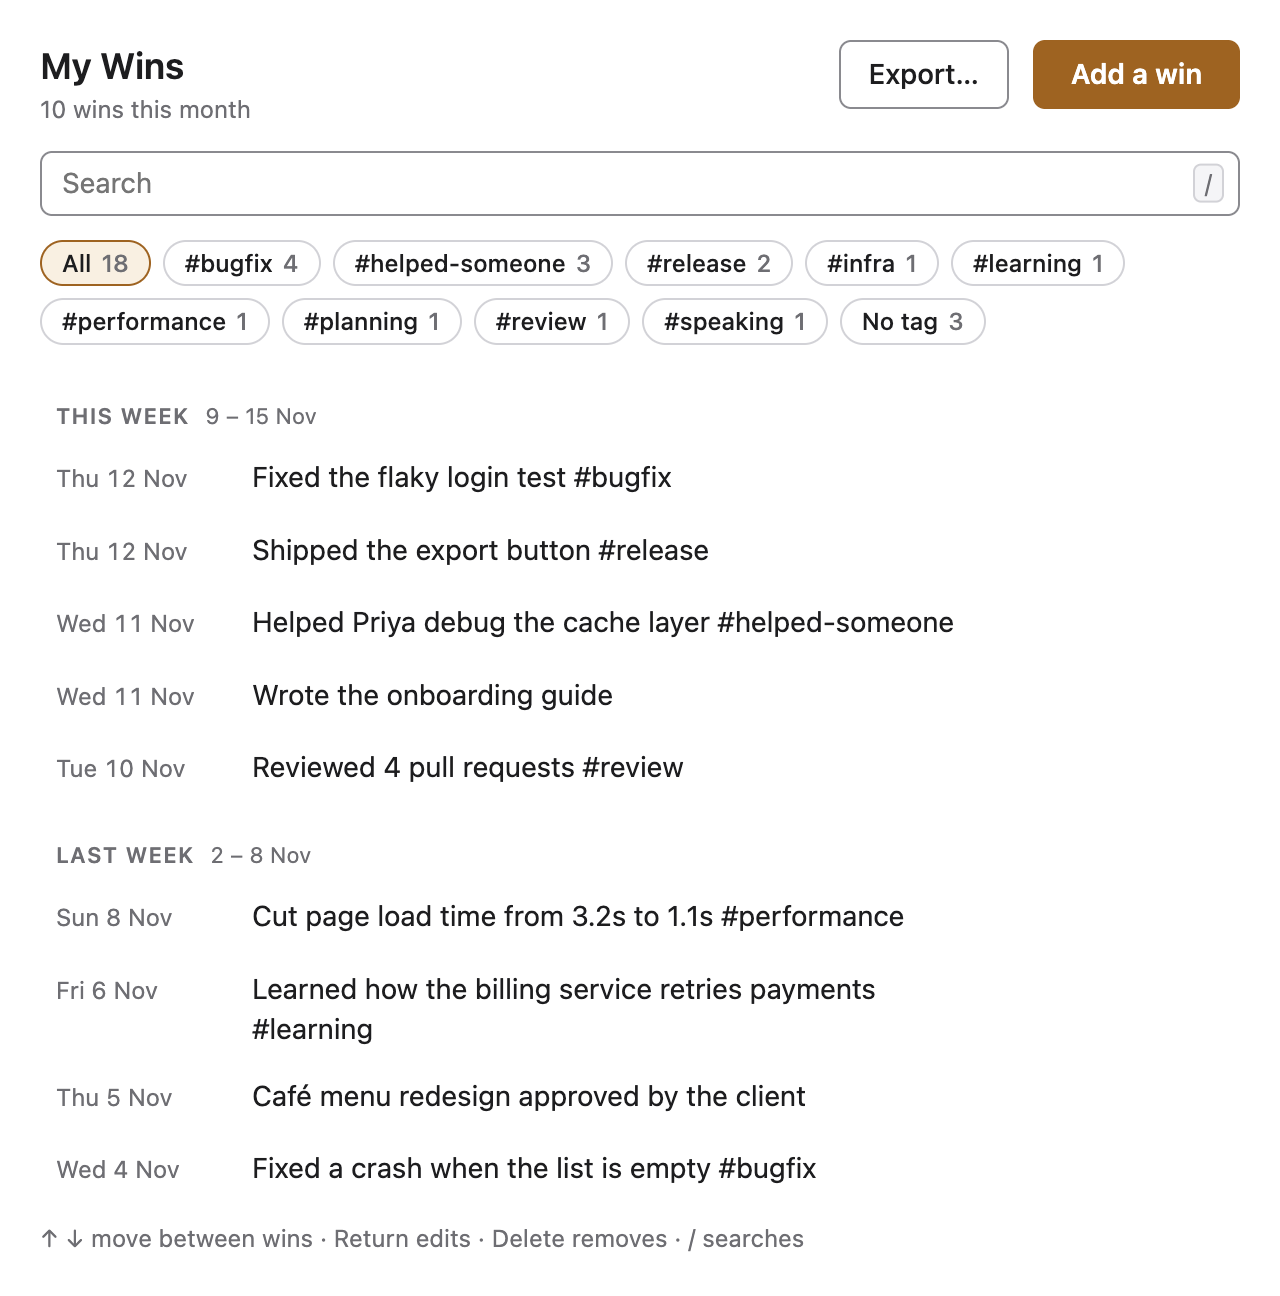 My Wins
10 wins this month
Export…
Add a win
Search /
All 18 #bugfix 4 #helped-someone 3 #release 2 #infra 1 #learning 1
#performance 1 #planning 1 #review 1 #speaking 1 No tag 3
THIS WEEK 9 – 15 Nov
Thu 12 Nov Fixed the flaky login test #bugfix
Thu 12 Nov Shipped the export button #release
Wed 11 Nov Helped Priya debug the cache layer #helped-someone
Wed 11 Nov Wrote the onboarding guide
Tue 10 Nov Reviewed 4 pull requests #review
LAST WEEK 2 – 8 Nov
Sun 8 Nov Cut page load time from 3.2s to 1.1s #performance
Fri 6 Nov Learned how the billing service retries payments
#learning
Thu 5 Nov Café menu redesign approved by the client
Wed 4 Nov Fixed a crash when the list is empty #bugfix
↑ ↓ move between wins · Return edits · Delete removes · / searches